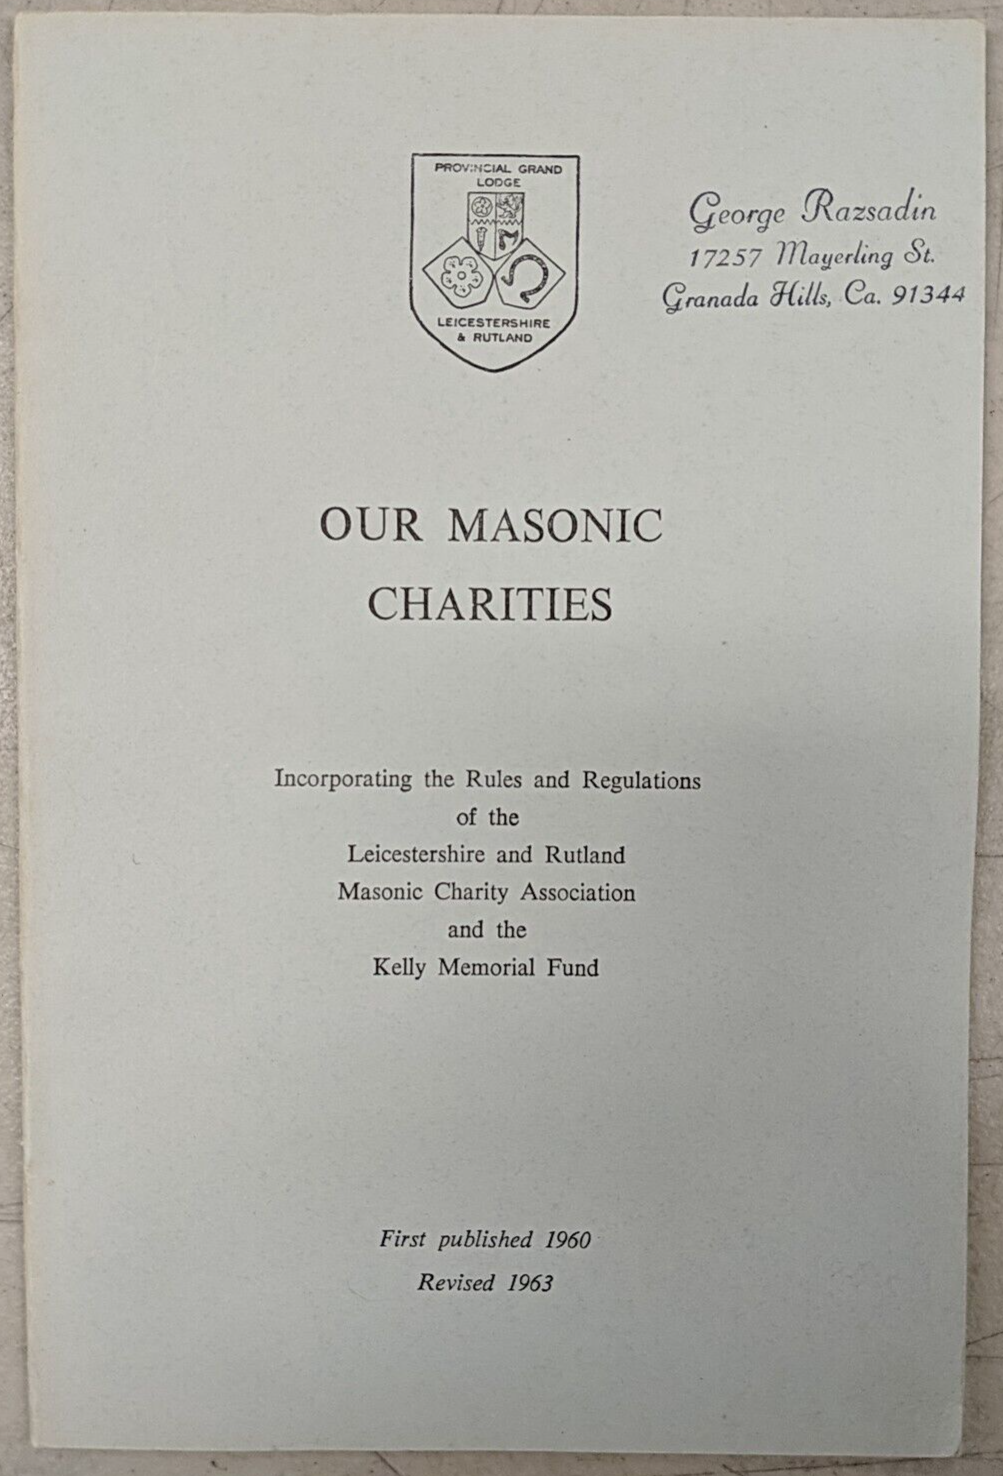 PROVINCIAL GRAND
LODGE
LEICESTERSHIRE
& RUTLAND
George Razsadin
17257 Mayerling St.
Granada Hills, Ca. 91344
OUR MASONIC
CHARITIES
Incorporating the Rules and Regulations
of the
Leicestershire and Rutland
Masonic Charity Association
and the
Kelly Memorial Fund
First published 1960
Revised 1963